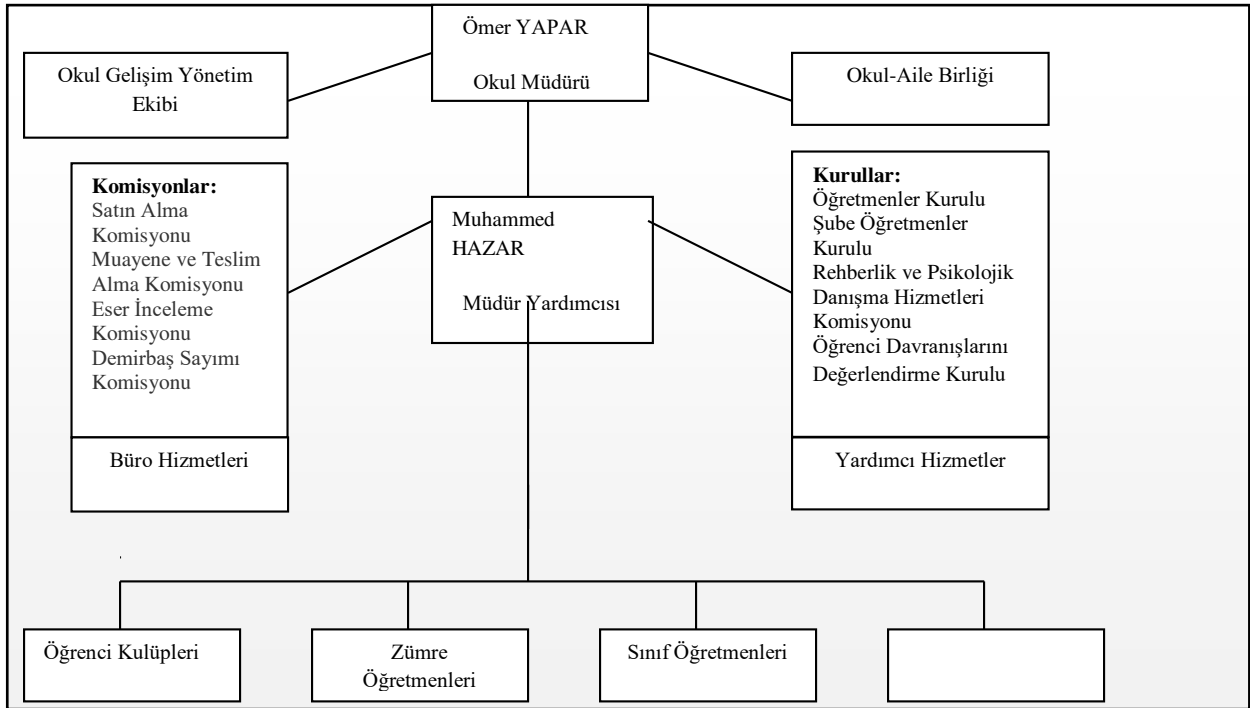 Ömer YAPAR
Okul Müdürü
Okul Gelişim Yönetim
Ekibi
Okul-Aile Birliği
Komisyonlar:
Satın Alma
Komisyonu
Muayene ve Teslim
Alma Komisyonu
Eser İnceleme
Komisyonu
Demirbaş Sayımı
Komisyonu
Muhammed
HAZAR
Müdür Yardımcısı
Kurullar:
Öğretmenler Kurulu
Şube Öğretmenler
Kurulu
Rehberlik ve Psikolojik
Danışma Hizmetleri
Komisyonu
Öğrenci Davranışlarını
Değerlendirme Kurulu
Büro Hizmetleri
Yardımcı Hizmetler
Öğrenci Kulüpleri
Zümre
Öğretmenleri
Sınıf Öğretmenleri